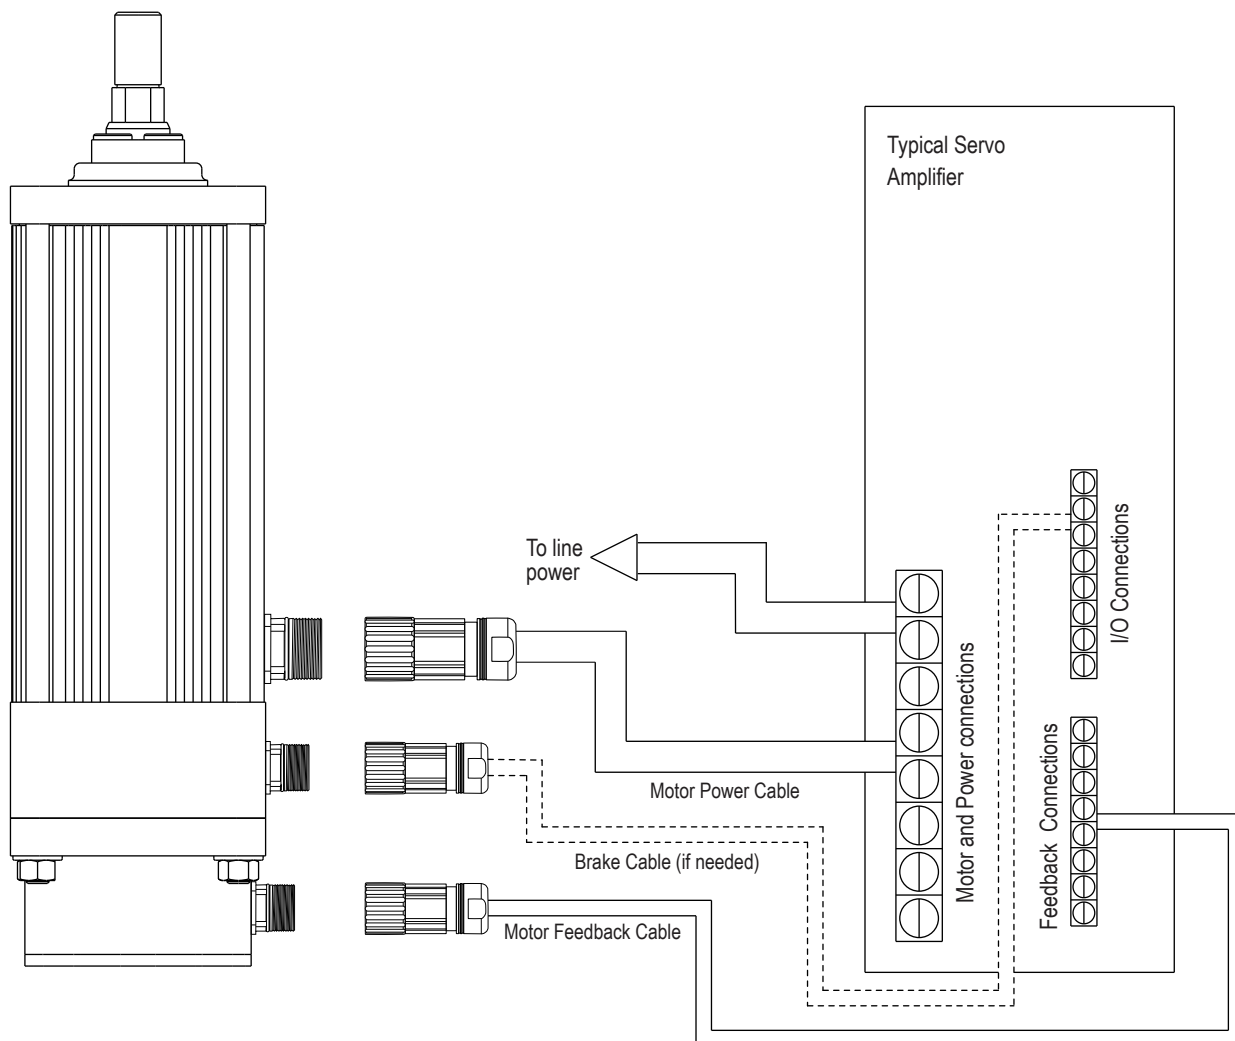 Typical Servo
Amplifier
To line
power
I/O Connections
Motor and Power connections
Feedback Connections
Motor Power Cable
Brake Cable (if needed)
Motor Feedback Cable